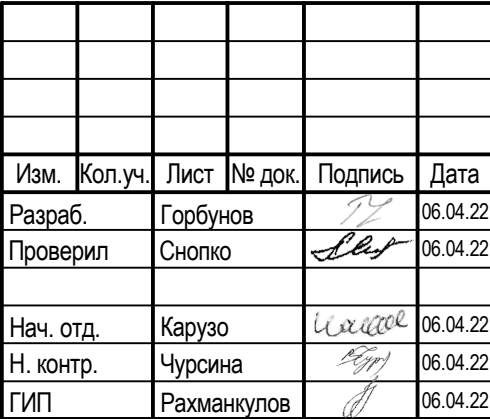 Изм. Кол.уч. Лист № док. Подпись Дата
Разраб. Горбунов 06.04.22
Проверил Снопко 06.04.22
Нач. отд. Карузо 06.04.22
Н. контр. Чурсина 06.04.22
ГИП Рахманкулов 06.04.22